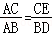 AC/AB = CE/BD